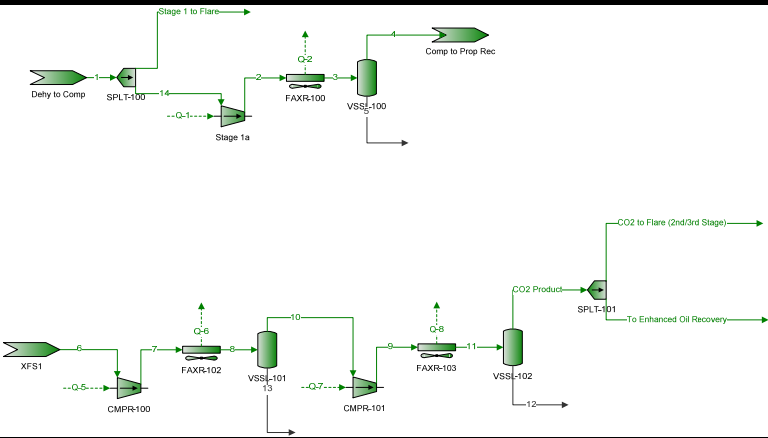 Stage 1 to Flare
Q-2
4
Comp to Prop Rec
Dehy to Comp
1
SPLT-100
14
2
FAXR-100
3
VSSL-100
5
Q-1
Stage 1a
CO2 to Flare (2nd/3rd Stage)
CO2 Product
SPLT-101
To Enhanced Oil Recovery
XFS1
6
Q-5
CMPR-100
7
Q-6
FAXR-102
8
VSSL-101
13
10
Q-7
CMPR-101
9
Q-8
FAXR-103
11
VSSL-102
12